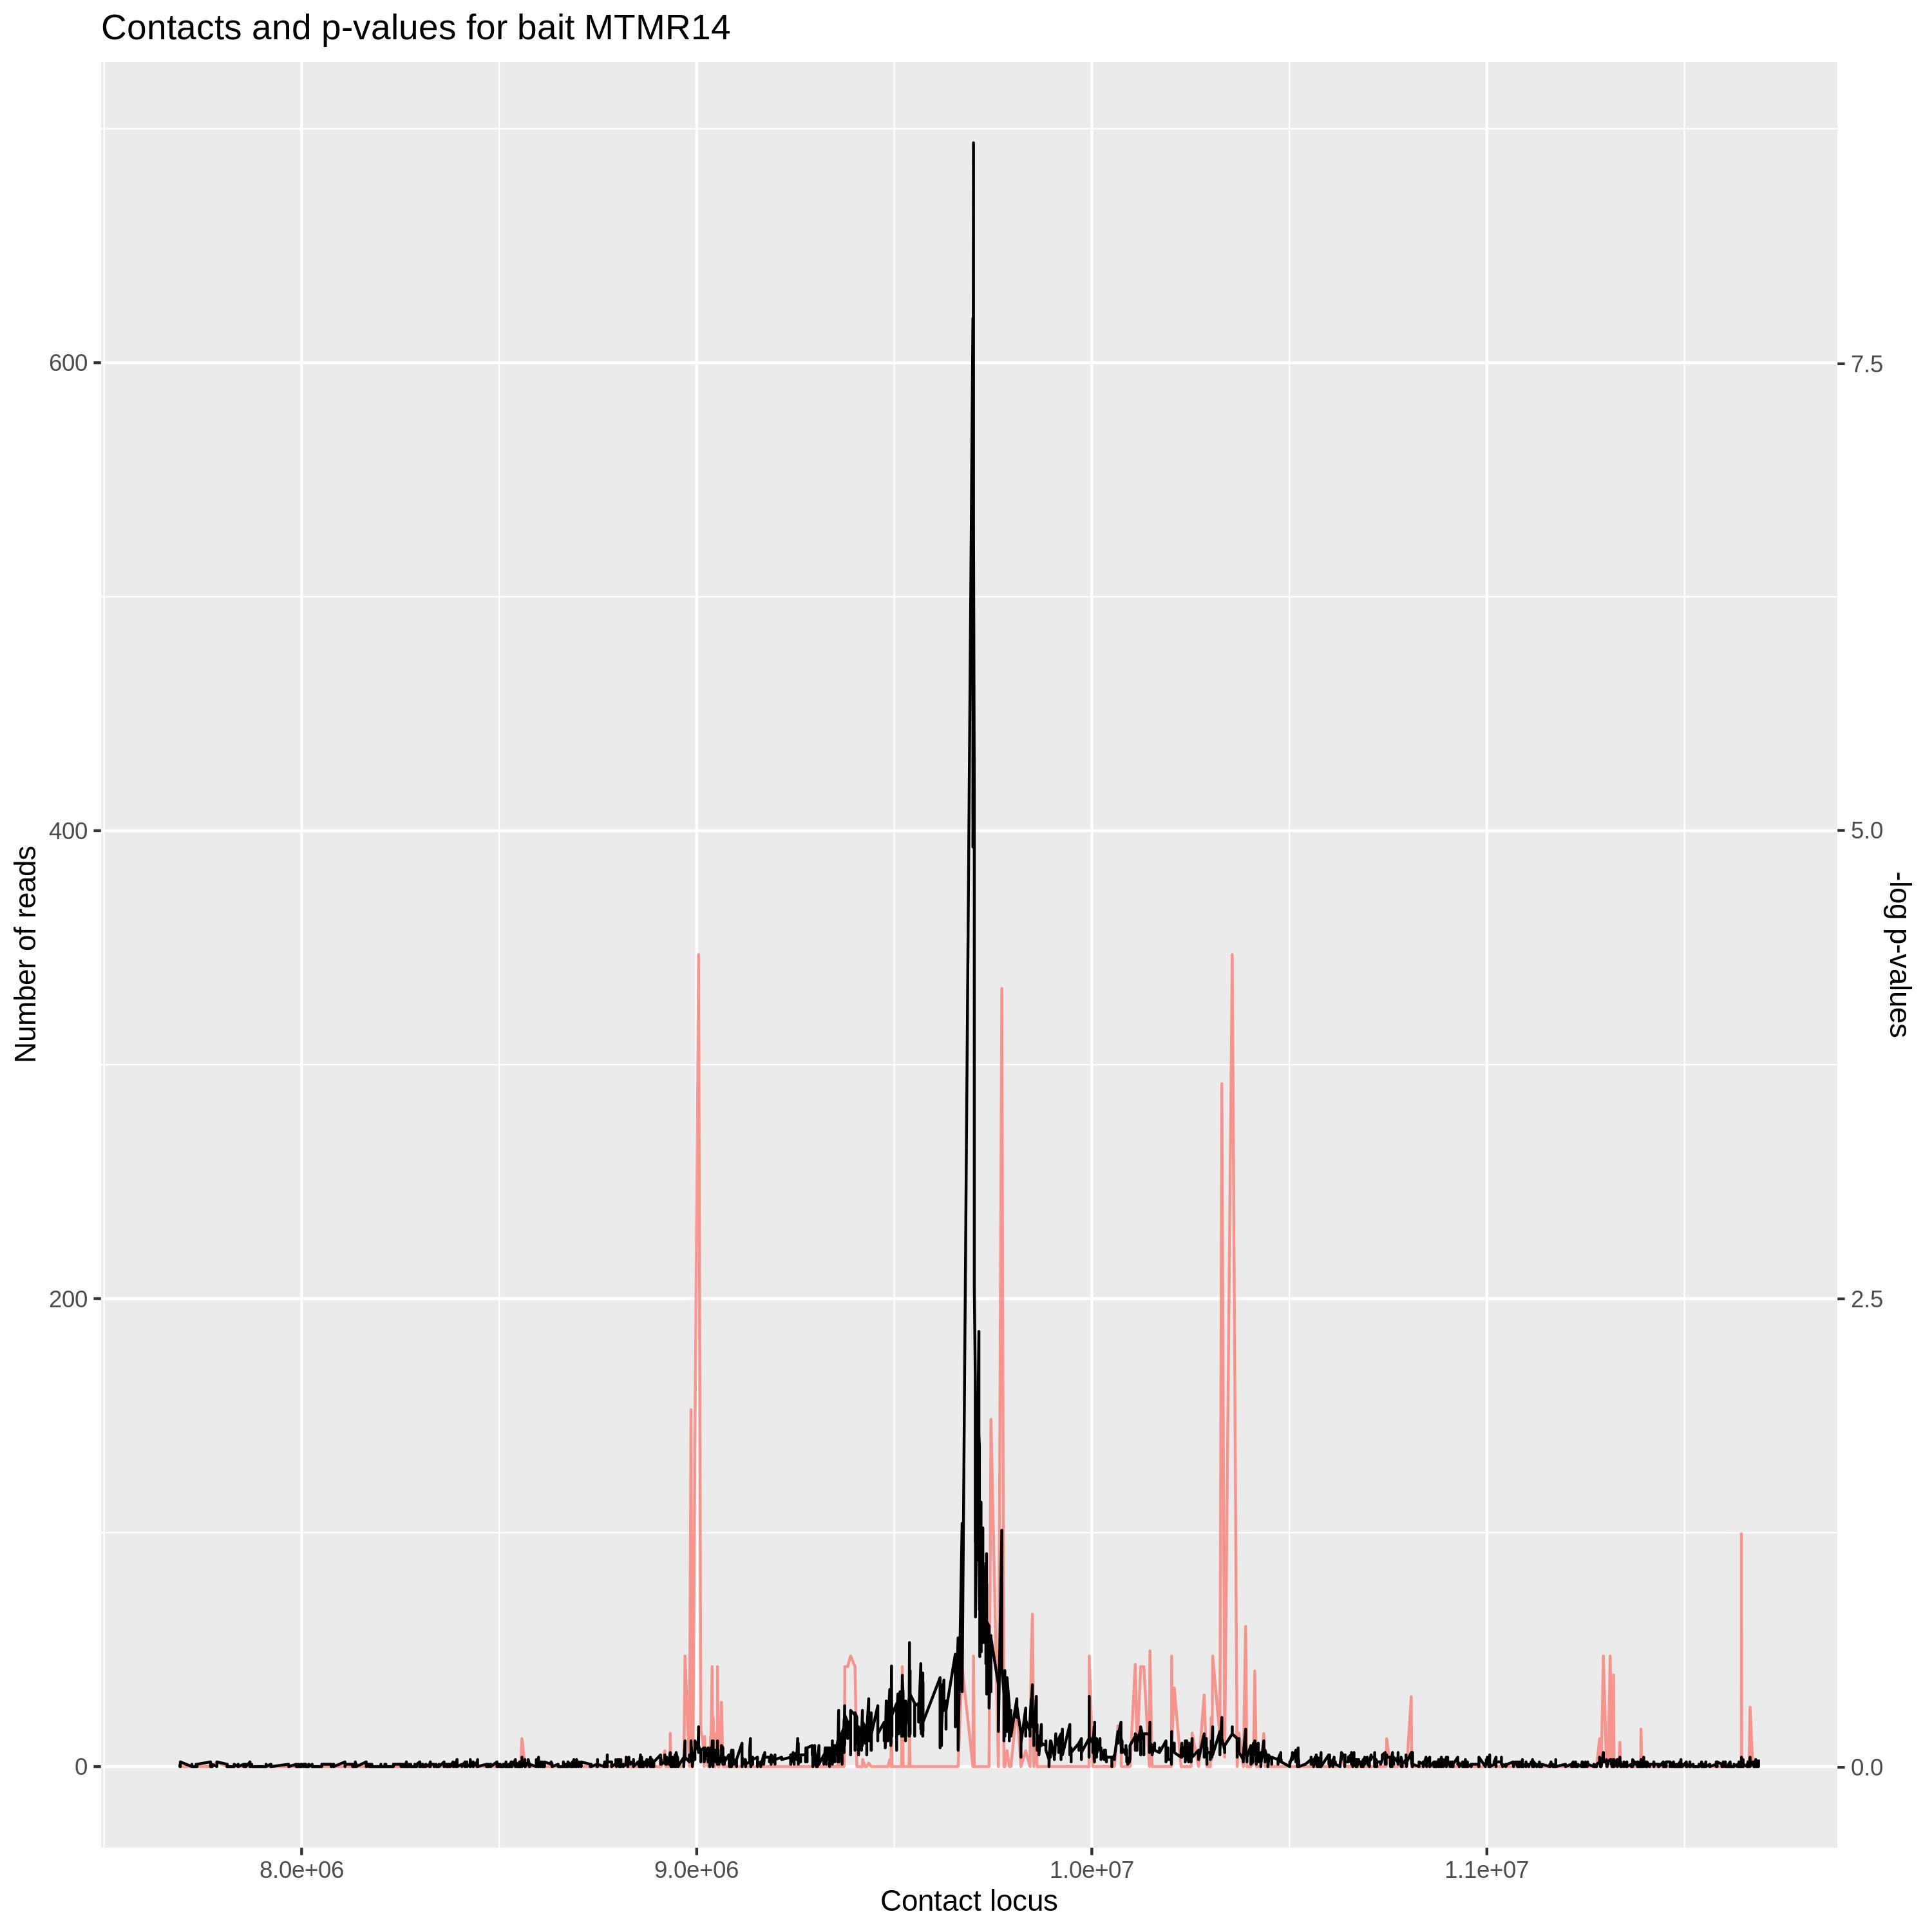 Contacts and p-values for bait MTMR14
Number of reads
600
400
200
0
7.5
5.0
2.5
0.0
-log p-values
8.0e+06
9.0e+06
1.0e+07
1.1e+07
Contact locus